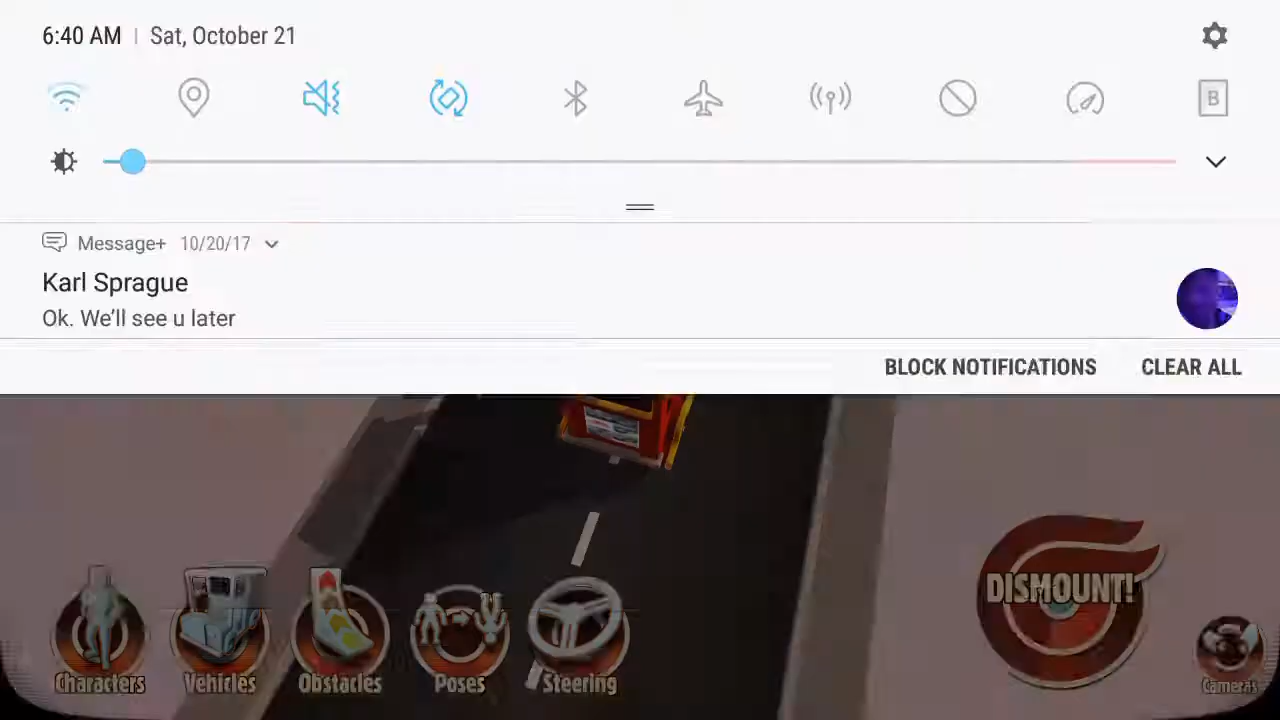 6:40 AM | Sat, October 21
B
Message+ 10/20/17
Karl Sprague
Ok. We'll see u later
BLOCK NOTIFICATIONS CLEAR ALL
DISMOUNT!
Characters Vehicles Obstacles Poses Steering Cameras